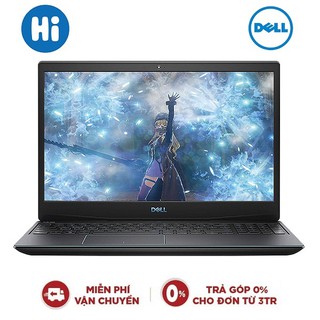 Hi
DELL
DELL
MIỄN PHÍ
VẬN CHUYỂN
0%
TRẢ GÓP 0%
CHO ĐƠN TỪ 3TR